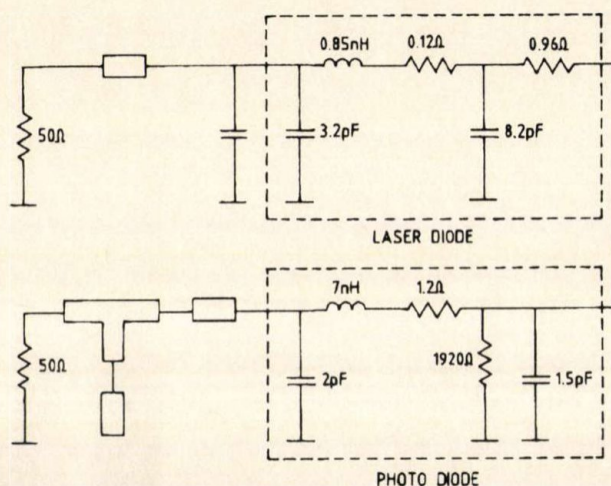 0.85nH 0.12Ω 0.96Ω
50Ω 3.2pF 8.2pF
LASER DIODE
7nH 1.2Ω
50Ω 2pF 1920Ω 1.5pF
PHOTO DIODE